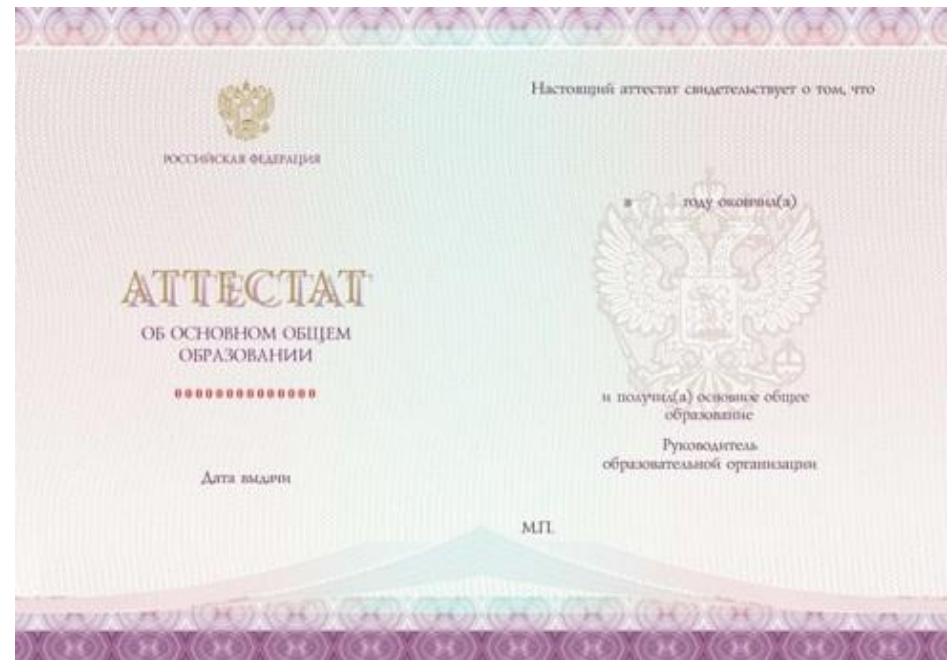 РОССИЙСКАЯ ФЕДЕРАЦИЯ
АТТЕСТАТ
ОБ ОСНОВНОМ ОБЩЕМ
ОБРАЗОВАНИИ
00000000000000
Дата выдачи
Настоящий аттестат свидетельствует о том, что
в году окончил(а)
и получил(а) основное общее
образование
Руководитель
образовательной организации
М.П.